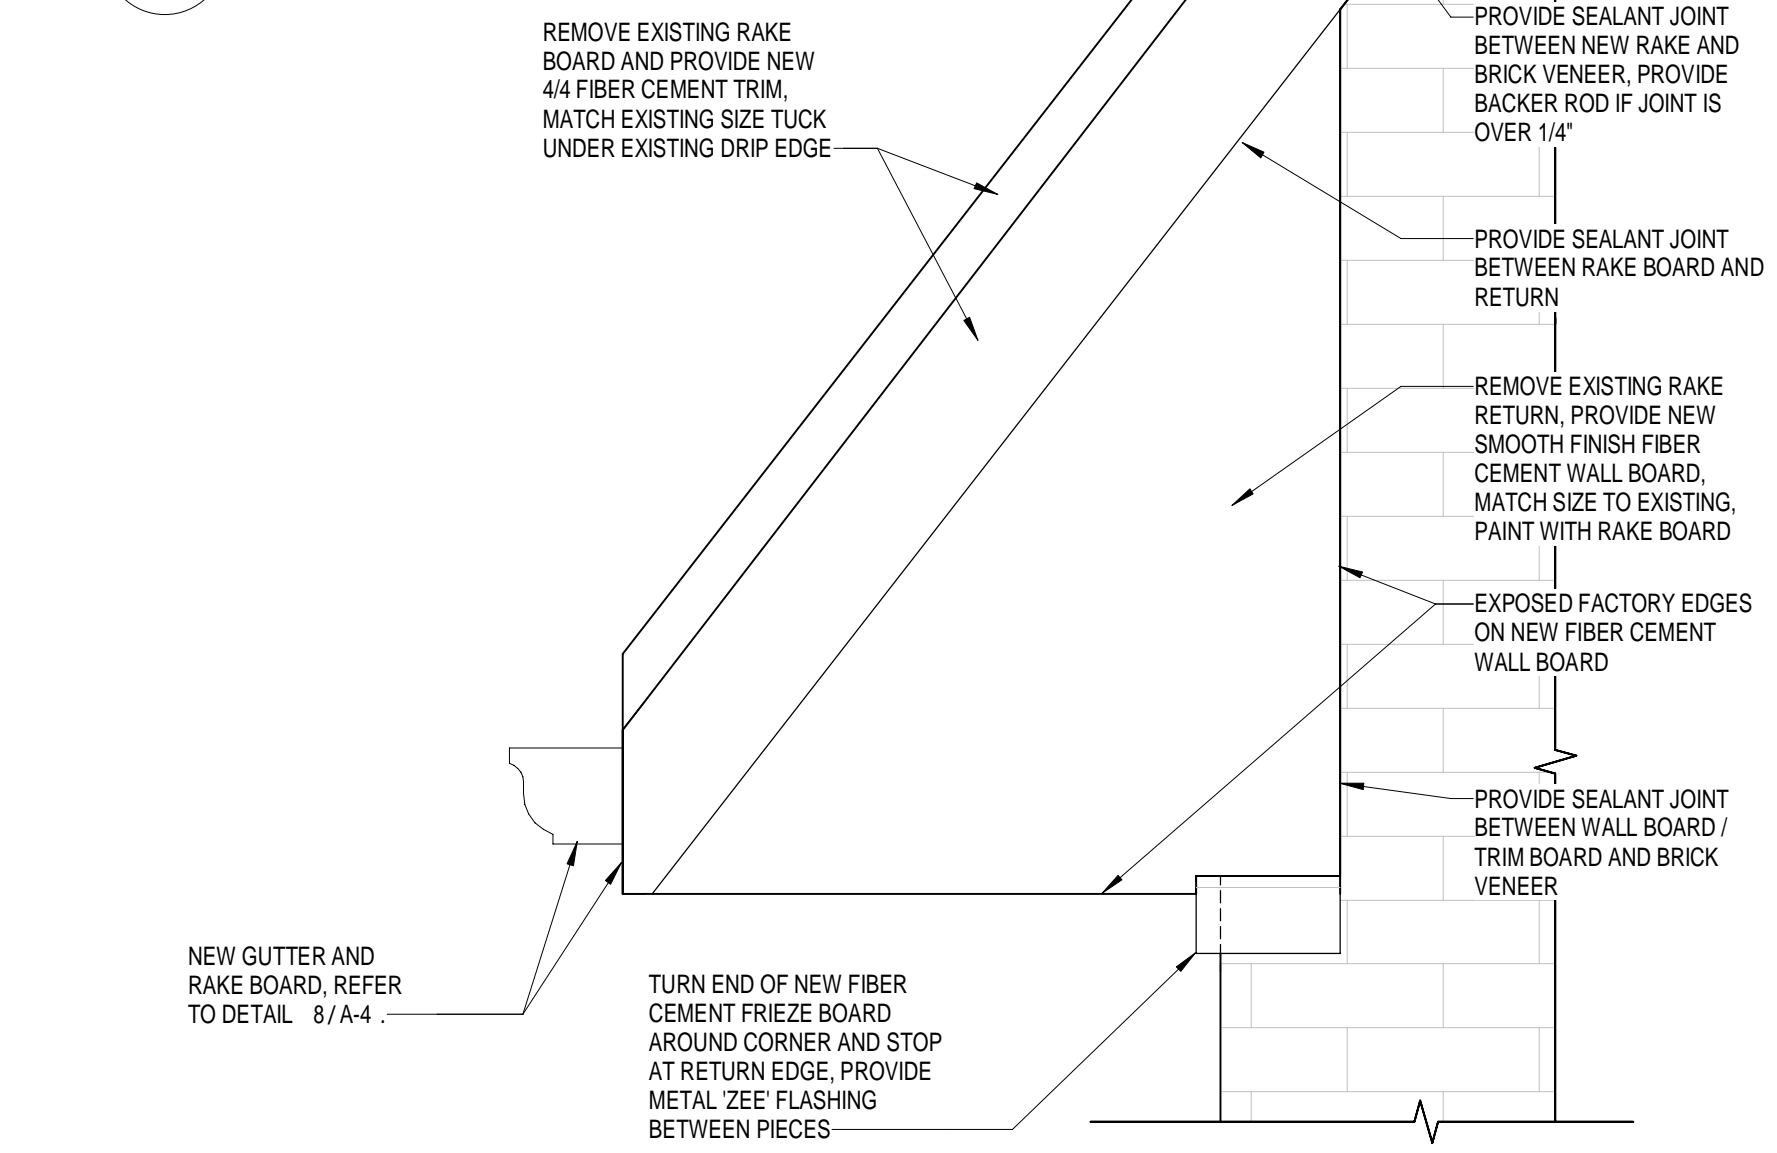 REMOVE EXISTING RAKE
BOARD AND PROVIDE NEW
4/4 FIBER CEMENT TRIM,
MATCH EXISTING SIZE TUCK
UNDER EXISTING DRIP EDGE
PROVIDE SEALANT JOINT
BETWEEN NEW RAKE AND
BRICK VENEER, PROVIDE
BACKER ROD IF JOINT IS
OVER 1/4"
PROVIDE SEALANT JOINT
BETWEEN RAKE BOARD AND
RETURN
REMOVE EXISTING RAKE
RETURN, PROVIDE NEW
SMOOTH FINISH FIBER
CEMENT WALL BOARD,
MATCH SIZE TO EXISTING,
PAINT WITH RAKE BOARD
EXPOSED FACTORY EDGES
ON NEW FIBER CEMENT
WALL BOARD
PROVIDE SEALANT JOINT
BETWEEN WALL BOARD /
TRIM BOARD AND BRICK
VENEER
NEW GUTTER AND
RAKE BOARD, REFER
TO DETAIL 8 / A-4 .
TURN END OF NEW FIBER
CEMENT FRIEZE BOARD
AROUND CORNER AND STOP
AT RETURN EDGE, PROVIDE
METAL 'ZEE' FLASHING
BETWEEN PIECES